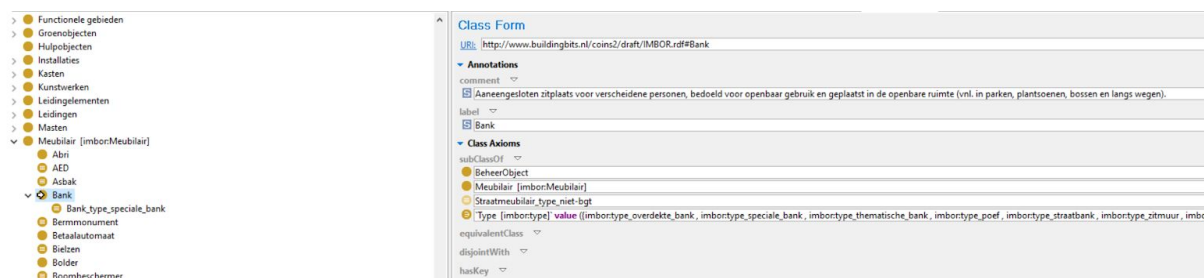 Functionele gebieden
Groenobjecten
Hulpobjecten
Installaties
Kasten
Kunstwerken
Leidingelementen
Leidingen
Masten
Meubilair [imbor:Meubilair]
Abri
AED
Asbak
Bank
Bank_type_speciale_bank
Bermmonument
Betaalautomaat
Bielzen
Bolder
Boombeschermer
Class Form
URI: http://www.buildingbits.nl/coins2/draft/IMBOR.rdf#Bank
Annotations
comment
Aaneengesloten zitplaats voor verscheidene personen, bedoeld voor openbaar gebruik en geplaatst in de openbare ruimte (vnl. in parken, plantsoenen, bossen en langs wegen).
label
Bank
Class Axioms
subClassOf
BeheerObject
Meubilair [imbor:Meubilair]
Straatmeubilair_type_niet-bgt
'Type [imbor:type]' value ({imbor:type_overdekte_bank , imbor:type_speciale_bank , imbor:type_thematische_bank , imbor:type_poef , imbor:type_straatbank , imbor:type_zitmuur , imbo
equivalentClass
disjointWith
hasKey